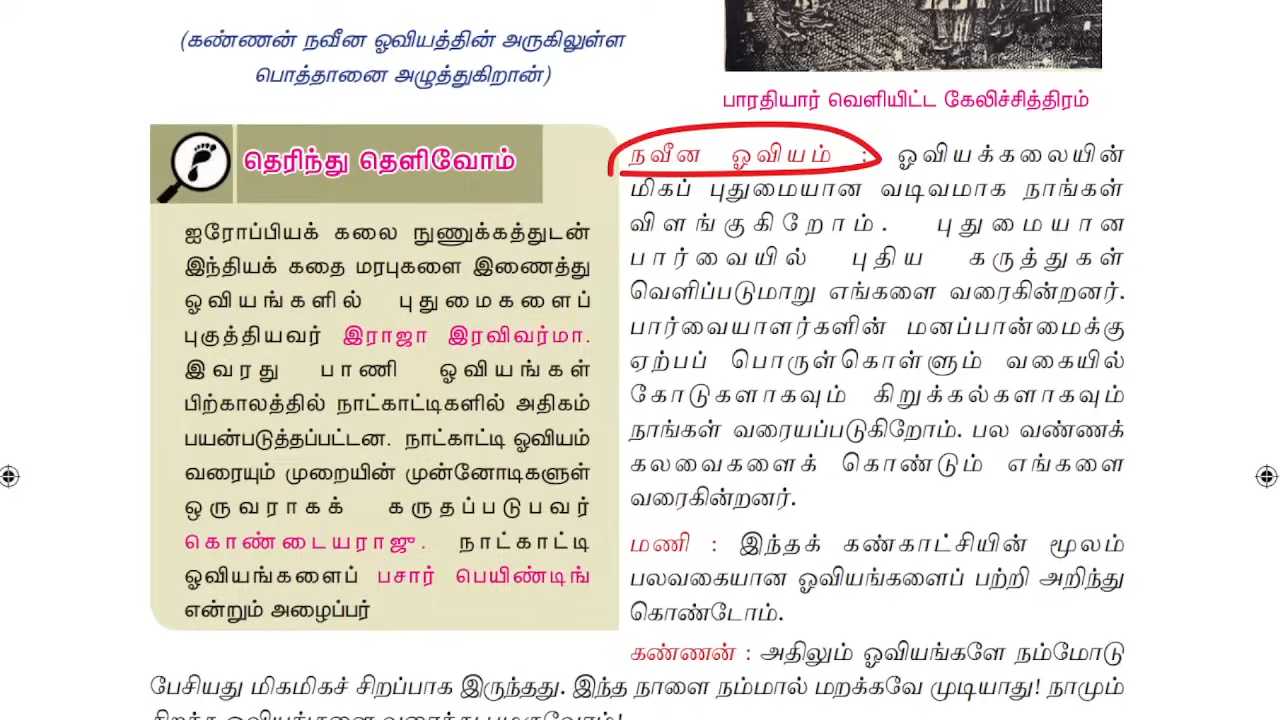 (கண்ணன் நவீன ஓவியத்தின் அருகிலுள்ள
பொத்தானை அழுத்துகிறான்)
பாரதியார் வெளியிட்ட கேலிச்சித்திரம்
தெரிந்து தெளிவோம்
ஐரோப்பியக் கலை நுணுக்கத்துடன்
இந்தியக் கதை மரபுகளை இணைத்து
ஓவியங்களில் புதுமைகளைப்
புகுத்தியவர் இராஜா இரவிவர்மா.
இவரது பாணி ஓவியங்கள்
பிற்காலத்தில் நாட்காட்டிகளில் அதிகம்
பயன்படுத்தப்பட்டன. நாட்காட்டி ஓவியம்
வரையும் முறையின் முன்னோடிகளுள்
ஒருவராகக் கருதப்படுபவர்
கொண்டையராஜு. நாட்காட்டி
ஓவியங்களைப் பசார் பெயிண்டிங்
என்றும் அழைப்பர்
நவீன ஓவியம் : ஓவியக்கலையின்
மிகப் புதுமையான வடிவமாக நாங்கள்
விளங்குகிறோம். புதுமையான
பார்வையில் புதிய கருத்துகள்
வெளிப்படுமாறு எங்களை வரைகின்றனர்.
பார்வையாளர்களின் மனப்பான்மைக்கு
ஏற்பப் பொருள்கொள்ளும் வகையில்
கோடுகளாகவும் கிறுக்கல்களாகவும்
நாங்கள் வரையப்படுகிறோம். பல வண்ணக்
கலவைகளைக் கொண்டும் எங்களை
வரைகின்றனர்.
மணி : இந்தக் கண்காட்சியின் மூலம்
பலவகையான ஓவியங்களைப் பற்றி அறிந்து
கொண்டோம்.
கண்ணன் : அதிலும் ஓவியங்களே நம்மோடு
பேசியது மிகமிகச் சிறப்பாக இருந்தது. இந்த நாளை நம்மால் மறக்கவே முடியாது! நாமும்
சிறந்த ஓவியங்களை வரைந்து பழகுவோம்!